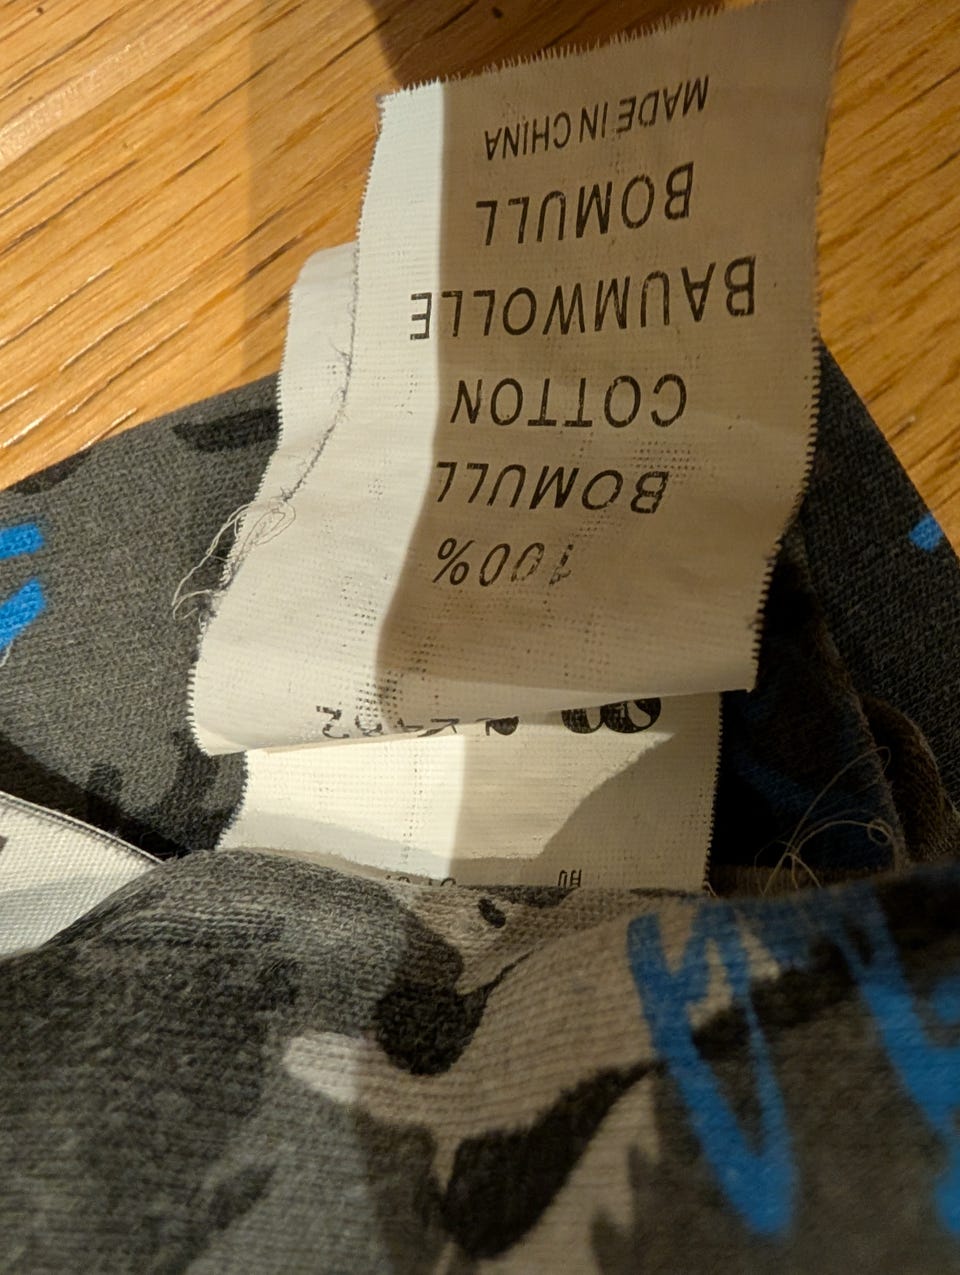 100%
BOMULL
COTTON
BAUMWOLLE
BOMULL
MADE IN CHINA